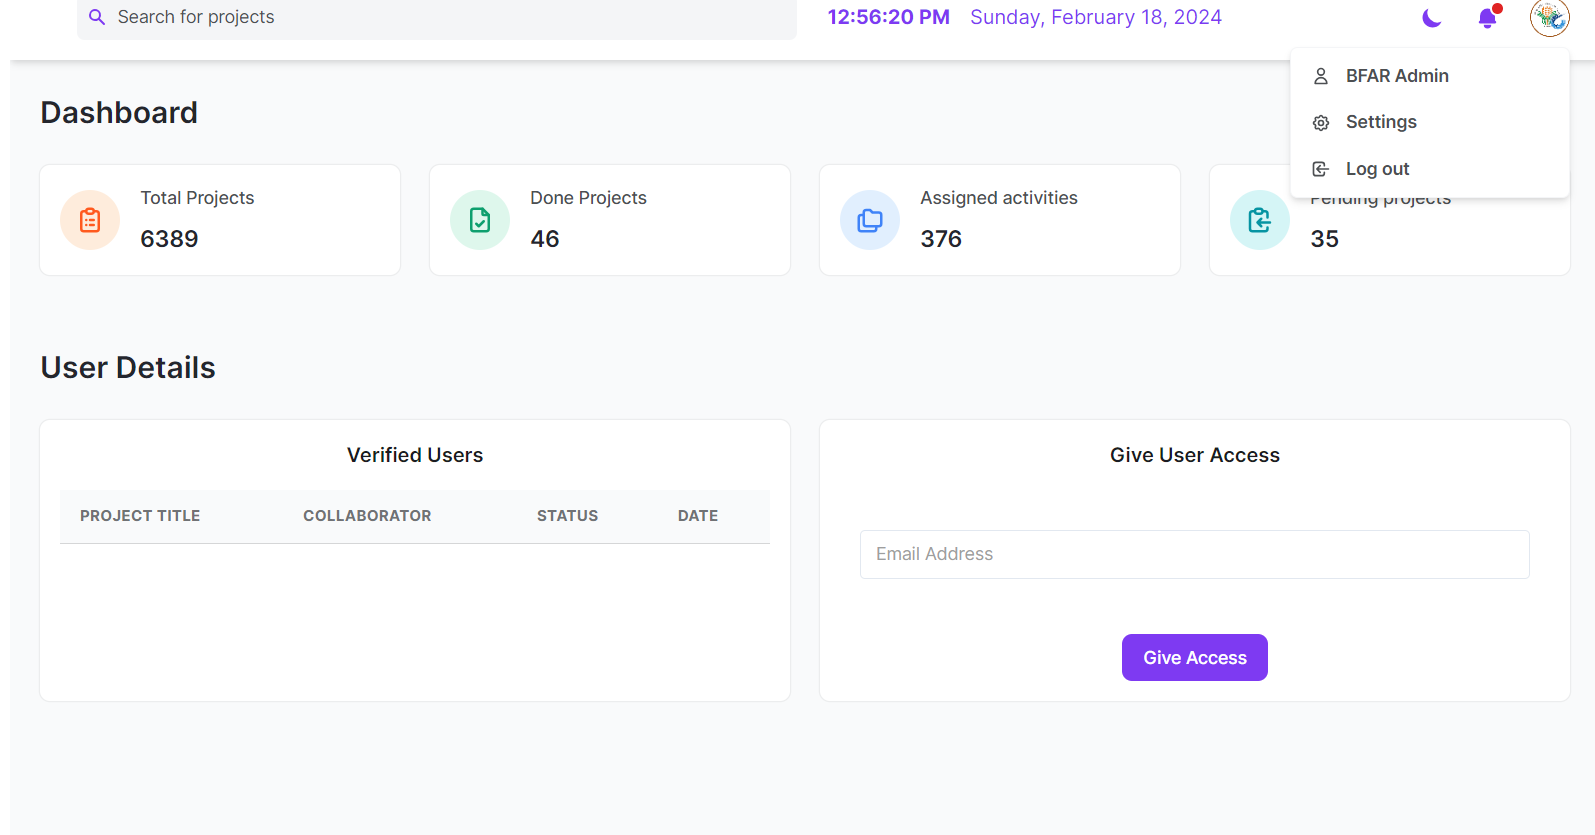 Search for projects
12:56:20 PM Sunday, February 18, 2024
BFAR Admin
Settings
Log out
Dashboard
Total Projects
6389
Done Projects
46
Assigned activities
376
Pending projects
35
User Details
Verified Users
PROJECT TITLE COLLABORATOR STATUS DATE
Give User Access
Email Address
Give Access